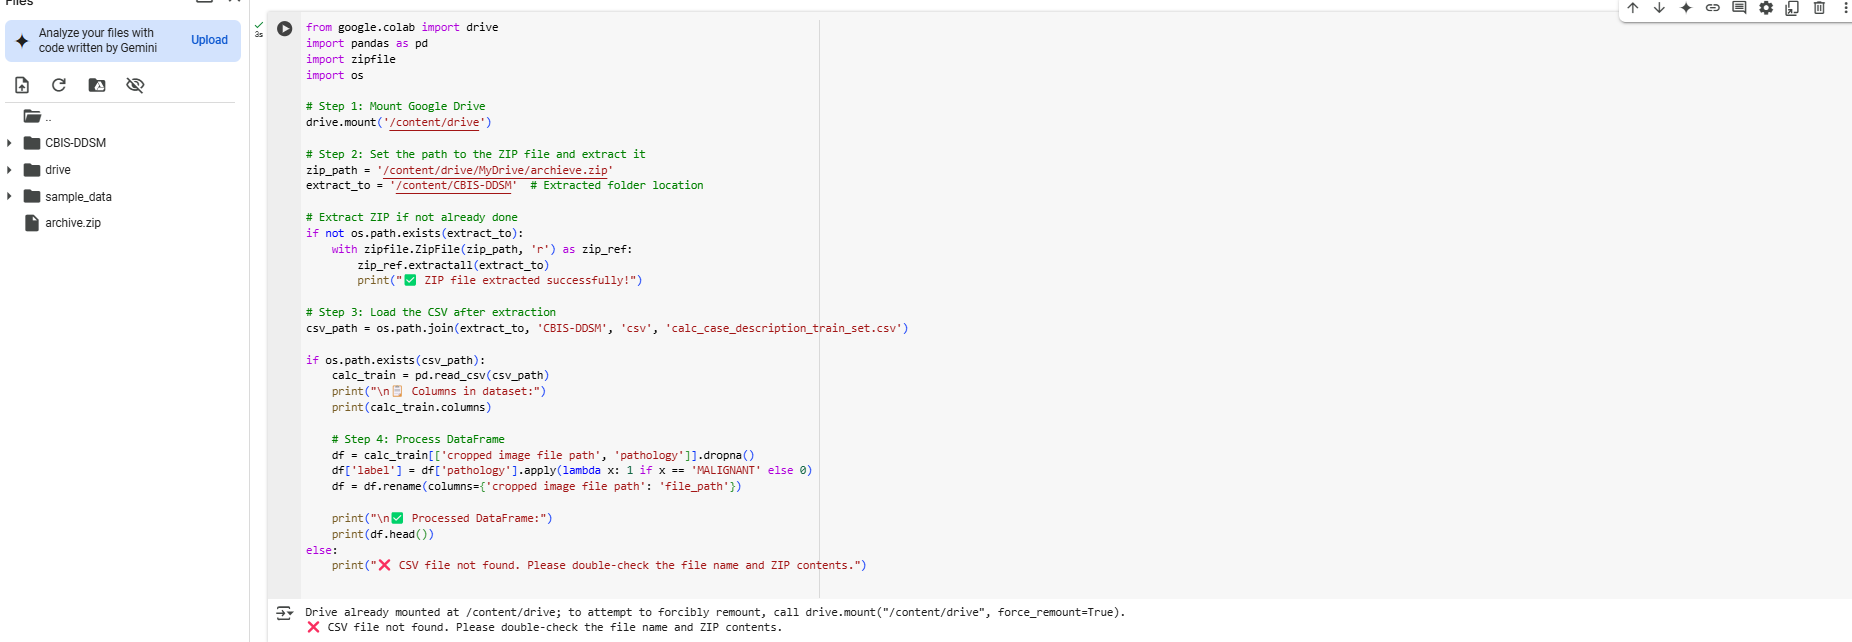 Files
Analyze your files with
code written by Gemini
Upload
..
CBIS-DDSM
drive
sample_data
archive.zip
3s
from google.colab import drive
import pandas as pd
import zipfile
import os
# Step 1: Mount Google Drive
drive.mount('/content/drive')
# Step 2: Set the path to the ZIP file and extract it
zip_path = '/content/drive/MyDrive/archieve.zip'
extract_to = '/content/CBIS-DDSM'  # Extracted folder location
# Extract ZIP if not already done
if not os.path.exists(extract_to):
    with zipfile.ZipFile(zip_path, 'r') as zip_ref:
        zip_ref.extractall(extract_to)
        print("✅ ZIP file extracted successfully!")
# Step 3: Load the CSV after extraction
csv_path = os.path.join(extract_to, 'CBIS-DDSM', 'csv', 'calc_case_description_train_set.csv')
if os.path.exists(csv_path):
    calc_train = pd.read_csv(csv_path)
    print("\n📋 Columns in dataset:")
    print(calc_train.columns)
    # Step 4: Process DataFrame
    df = calc_train[['cropped image file path', 'pathology']].dropna()
    df['label'] = df['pathology'].apply(lambda x: 1 if x == 'MALIGNANT' else 0)
    df = df.rename(columns={'cropped image file path': 'file_path'})
    print("\n✅ Processed DataFrame:")
    print(df.head())
else:
    print("❌ CSV file not found. Please double-check the file name and ZIP contents.")
Drive already mounted at /content/drive; to attempt to forcibly remount, call drive.mount("/content/drive", force_remount=True).
❌ CSV file not found. Please double-check the file name and ZIP contents.